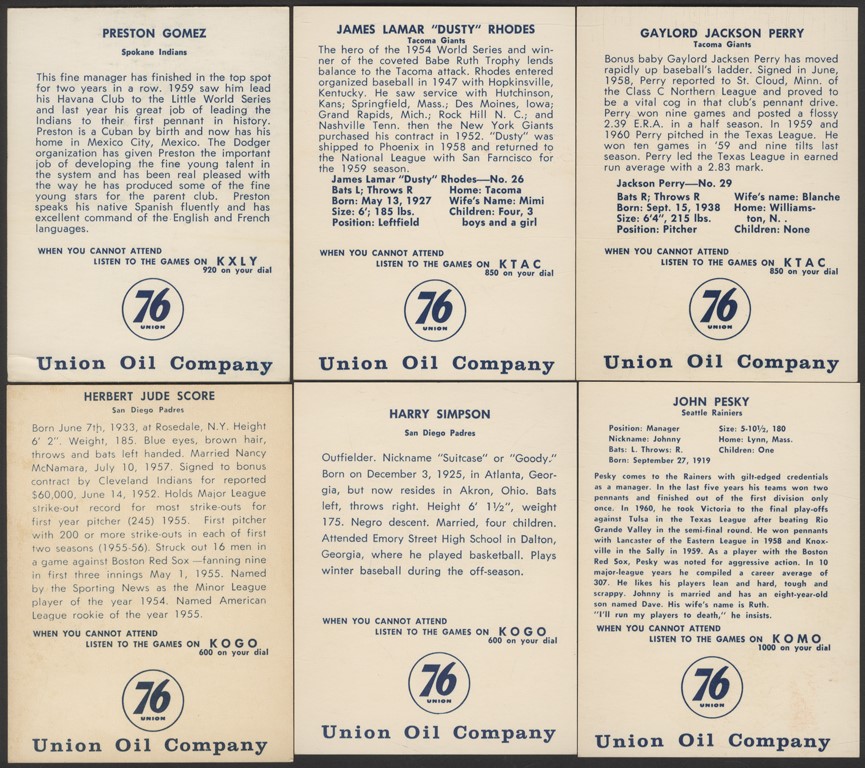 PRESTON GOMEZ
Spokane Indians
This fine manager has finished in the top spot
for two years in a row. 1959 saw him lead
his Havana Club to the Little World Series
and last year his great job of leading the
Indians to their first pennant in history.
Preston is a Cuban by birth and now has his
home in Mexico City, Mexico. The Dodger
organization has given Preston the important
job of developing the fine young talent in
the system and has been real pleased with
the way he has produced some of the fine
young stars for the parent club. Preston
speaks his native Spanish fluently and has
excellent command of the English and French
languages.
WHEN YOU CANNOT ATTEND
LISTEN TO THE GAMES ON KXLY
920 on your dial
76
UNION
Union Oil Company
JAMES LAMAR "DUSTY" RHODES
Tacoma Giants
The hero of the 1954 World Series and win-
ner of the coveted Babe Ruth Trophy lends
balance to the Tacoma attack. Rhodes entered
organized baseball in 1947 with Hopkinsville,
Kentucky. He saw service with Hutchinson,
Kans; Springfield, Mass.; Des Moines, Iowa;
Grand Rapids, Mich.; Rock Hill N. C.; and
Nashville Tenn. then the New York Giants
purchased his contract in 1952. "Dusty" was
shipped to Phoenix in 1958 and returned to
the National League with San Farncisco for
the 1959 season.
James Lamar "Dusty" Rhodes—No. 26
Bats L; Throws R Home: Tacoma
Born: May 13, 1927 Wife's Name: Mimi
Size: 6'; 185 lbs. Children: Four, 3
Position: Leftfield boys and a girl
WHEN YOU CANNOT ATTEND
LISTEN TO THE GAMES ON KTAC
850 on your dial
76
UNION
Union Oil Company
GAYLORD JACKSON PERRY
Tacoma Giants
Bonus baby Gaylord Jacksen Perry has moved
rapidly up baseball's ladder. Signed in June,
1958, Perry reported to St. Cloud, Minn. of
the Class C Northern League and proved to
be a vital cog in that club's pennant drive.
Perry won nine games and posted a flossy
2.39 E.R.A. in a half season. In 1959 and
1960 Perry pitched in the Texas League. He
won ten games in '59 and nine tilts last
season. Perry led the Texas League in earned
run average with a 2.83 mark.
Jackson Perry—No. 29
Bats R; Throws R Wife's name: Blanche
Born: Sept. 15, 1938 Home: Williams-
Size: 6'4", 215 lbs. ton, N. .
Position: Pitcher Children: None
WHEN YOU CANNOT ATTEND
LISTEN TO THE GAMES ON KTAC
850 on your dial
76
UNION
Union Oil Company
HERBERT JUDE SCORE
San Diego Padres
Born June 7th, 1933, at Rosedale, N.Y. Height
6' 2". Weight, 185. Blue eyes, brown hair,
throws and bats left handed. Married Nancy
McNamara, July 10, 1957. Signed to bonus
contract by Cleveland Indians for reported
$60,000, June 14, 1952. Holds Major League
strike-out record for most strike-outs for
first year pitcher (245) 1955. First pitcher
with 200 or more strike-outs in each of first
two seasons (1955-56). Struck out 16 men in
a game against Boston Red Sox —fanning nine
in first three innings May 1, 1955. Named
by the Sporting News as the Minor League
player of the year 1954. Named American
League rookie of the year 1955.
WHEN YOU CANNOT ATTEND
LISTEN TO THE GAMES ON KOGO
600 on your dial
76
UNION
Union Oil Company
HARRY SIMPSON
San Diego Padres
Outfielder. Nickname "Suitcase" or "Goody."
Born on December 3, 1925, in Atlanta, Geor-
gia, but now resides in Akron, Ohio. Bats
left, throws right. Height 6' 1½", weight
175. Negro descent. Married, four children.
Attended Emory Street High School in Dalton,
Georgia, where he played basketball. Plays
winter baseball during the off-season.
WHEN YOU CANNOT ATTEND
LISTEN TO THE GAMES ON KOGO
600 on your dial
76
UNION
Union Oil Company
JOHN PESKY
Seattle Rainiers
Position: Manager Size: 5-10½, 180
Nickname: Johnny Home: Lynn, Mass.
Bats: L. Throws: R. Children: One
Born: September 27, 1919
Pesky comes to the Rainiers with gilt-edged credentials
as a manager. In the last five years his teams won two
pennants and finished out of the first division only
once. In 1960, he took Victoria to the final play-offs
against Tulsa in the Texas League after beating Rio
Grande Valley in the semi-final round. He won pennants
with Lancaster of the Eastern League in 1958 and Knox-
ville in the Sally in 1959. As a player with the Boston
Red Sox, Pesky was noted for aggressive action. In 10
major-league years he compiled a career average of
307. He likes his players lean and hard, tough and
scrappy. Johnny is married and has an eight-year-old
son named Dave. His wife's name is Ruth.
"I'll run my players to death," he insists.
WHEN YOU CANNOT ATTEND
LISTEN TO THE GAMES ON KOMO
1000 on your dial
76
UNION
Union Oil Company